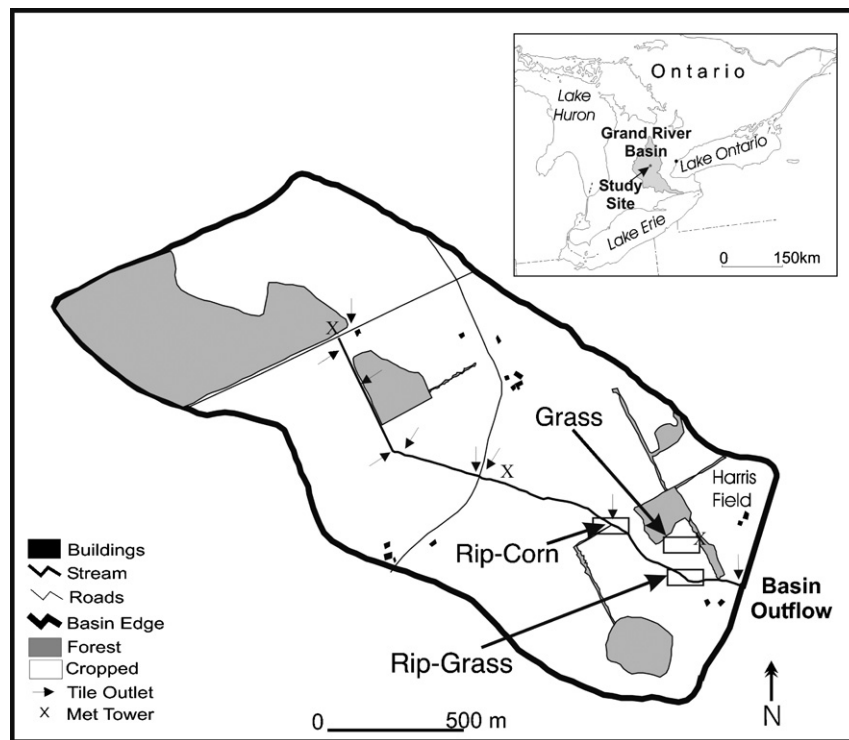 Ontario
Lake
Huron
Grand River
Basin
Lake Ontario
Study
Site
Lake Erie
0 150km
X
Grass
X
Harris
Field
X
Rip-Corn
Basin
Outflow
Rip-Grass
Buildings
Stream
Roads
Basin Edge
Forest
Cropped
Tile Outlet
X Met Tower
0 500 m
N